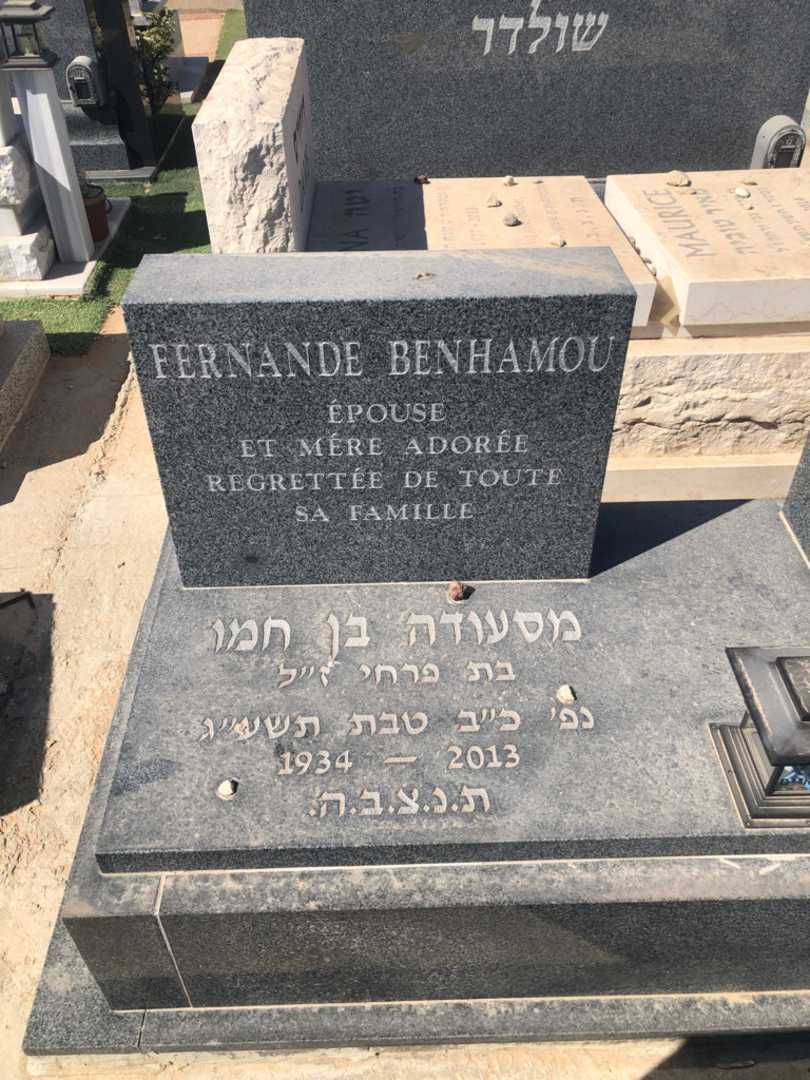 שולדר
MAURICE
FERNANDE BENHAMOU
ÉPOUSE
ET MÉRE ADORÉE
REGRETTÉE DE TOUTE
SA FAMILLE
מסעודה בן חמו
בת פרחי ז״ל
נפ׳ כ״ב טבת תשע״ג
1934 – 2013
ת.נ.צ.ב.ה.